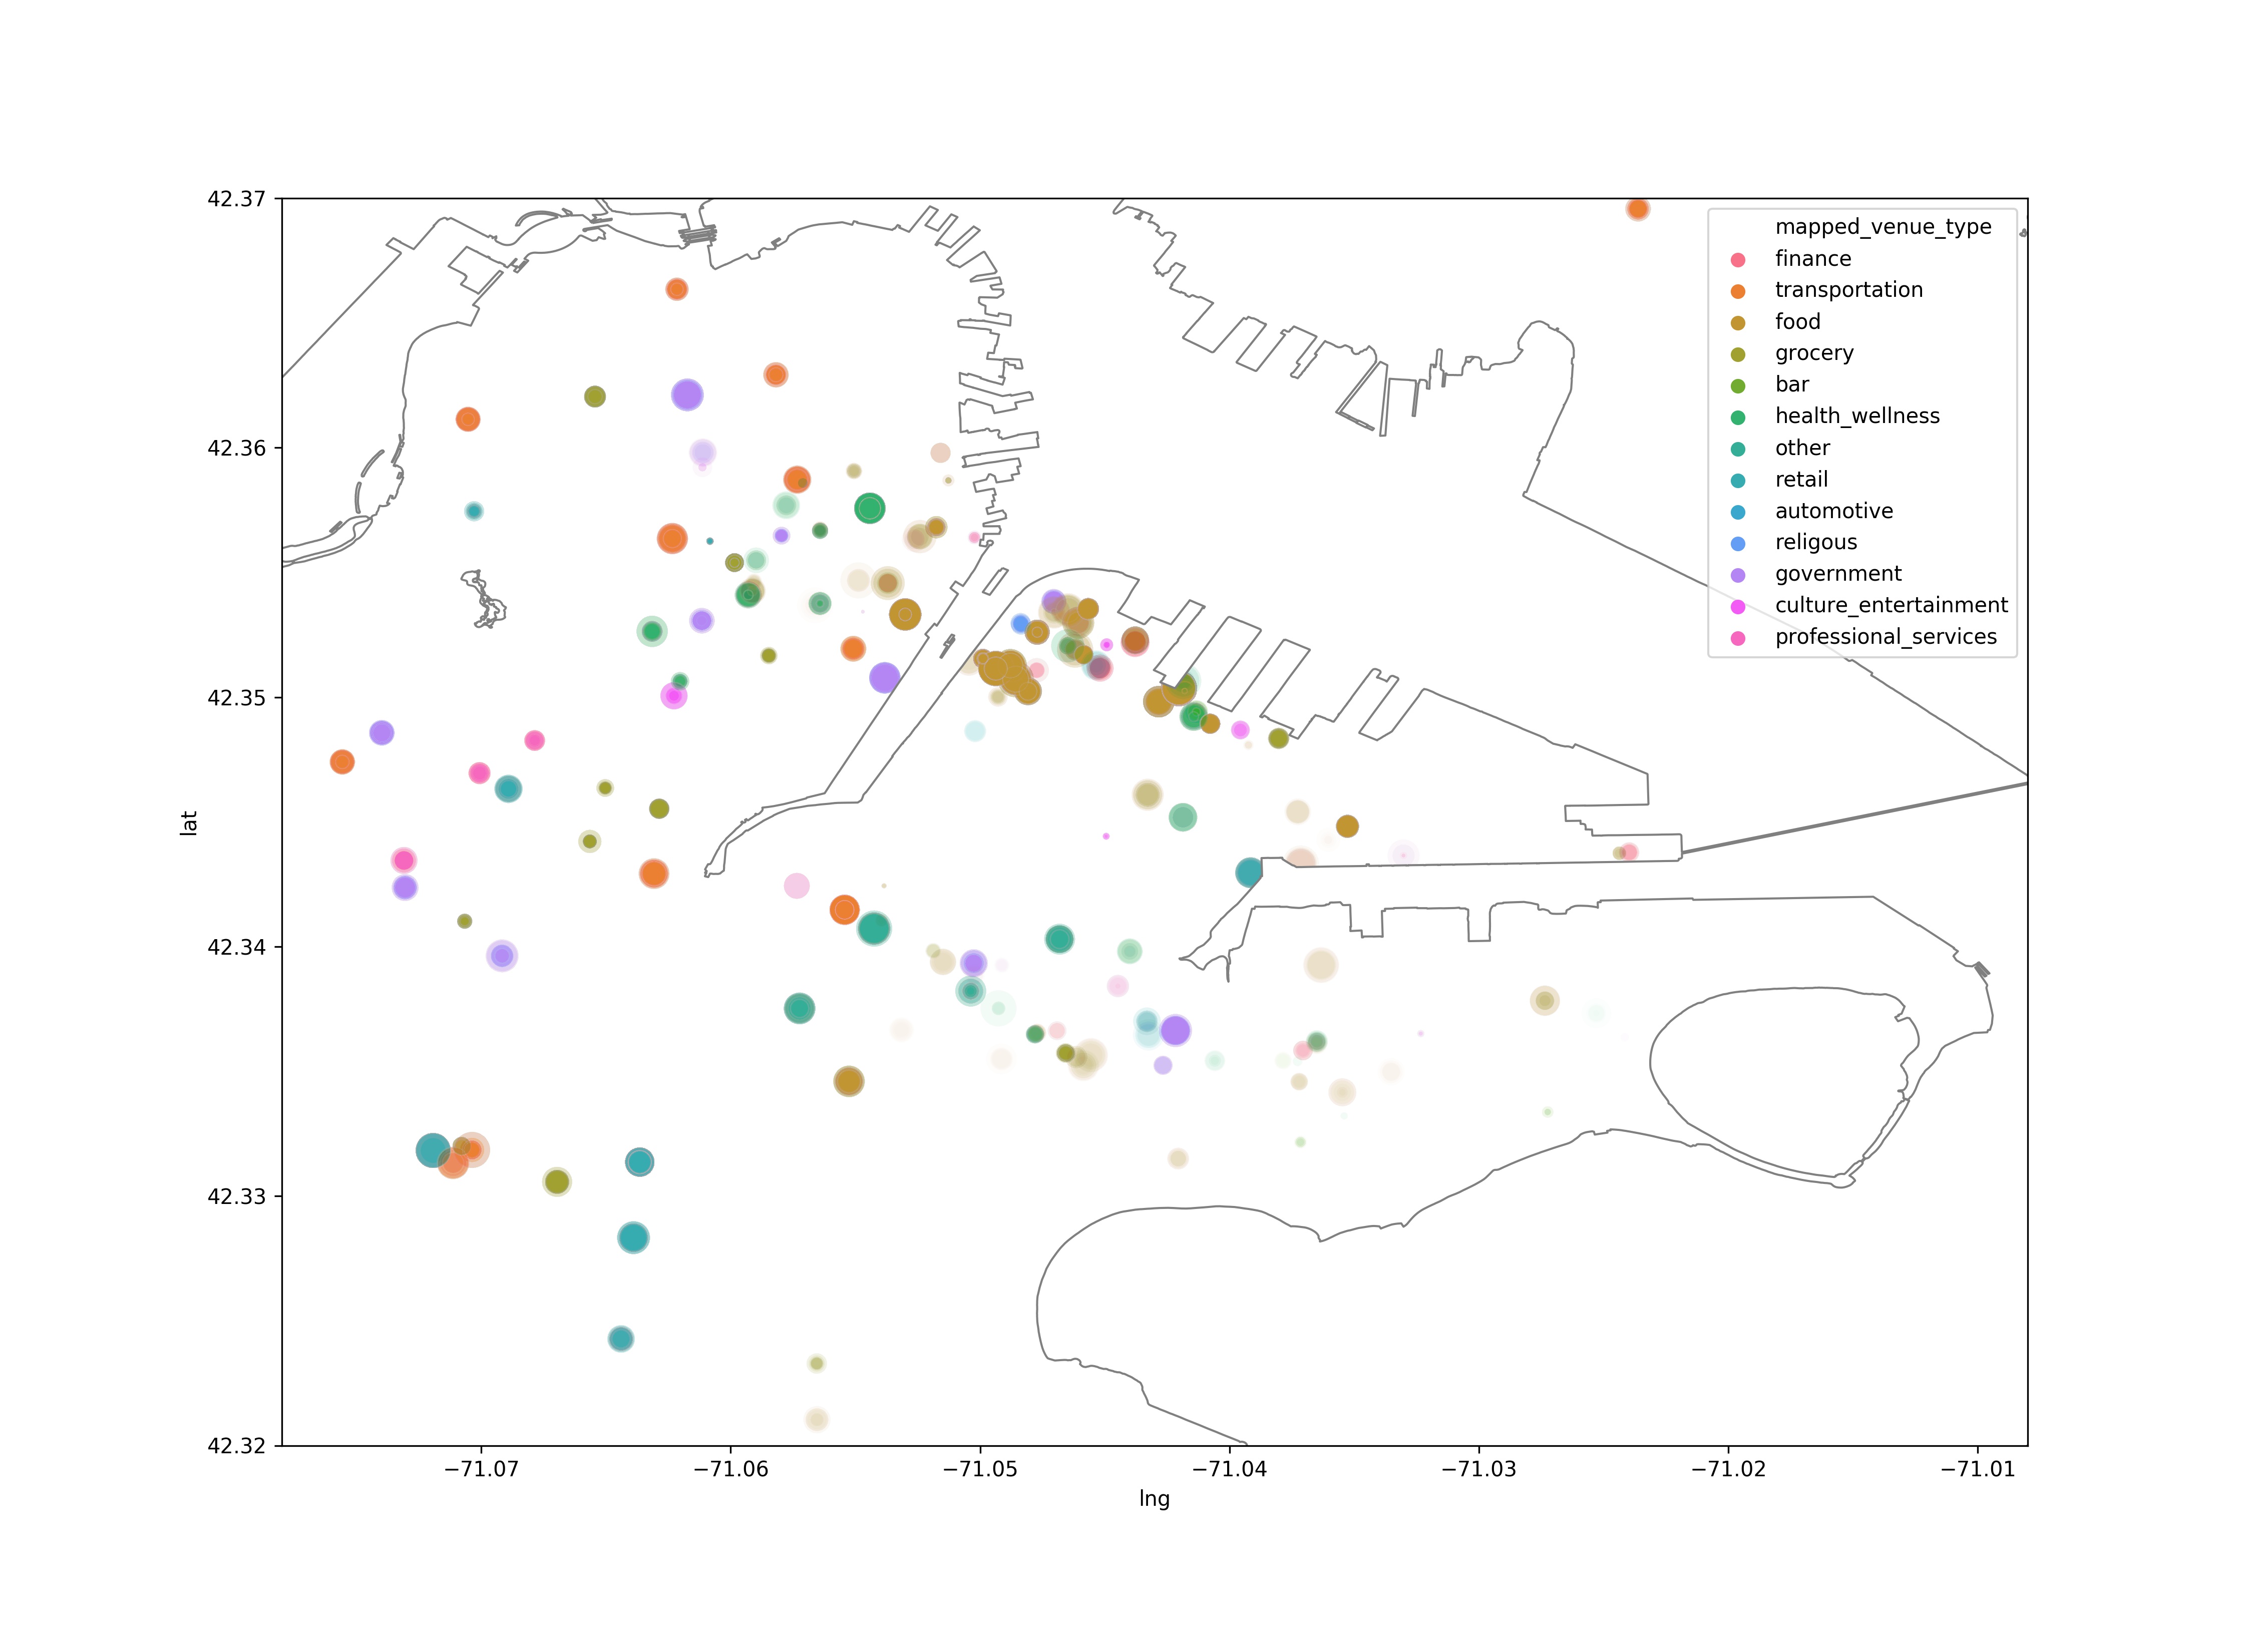 42.37
42.36
42.35
42.34
42.33
42.32
lat
−71.07
−71.06
−71.05
−71.04
−71.03
−71.02
−71.01
lng
mapped_venue_type
finance
transportation
food
grocery
bar
health_wellness
other
retail
automotive
religous
government
culture_entertainment
professional_services